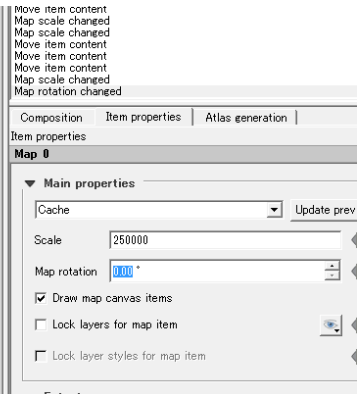 Move item content
Map scale changed
Map scale changed
Move item content
Move item content
Move item content
Map scale changed
Map rotation changed
Composition Item properties Atlas generation
Item properties
Map 0
Main properties
Cache Update prev
Scale 250000
Map rotation 0.00 °
Draw map canvas items
Lock layers for map item
Lock layer styles for map item